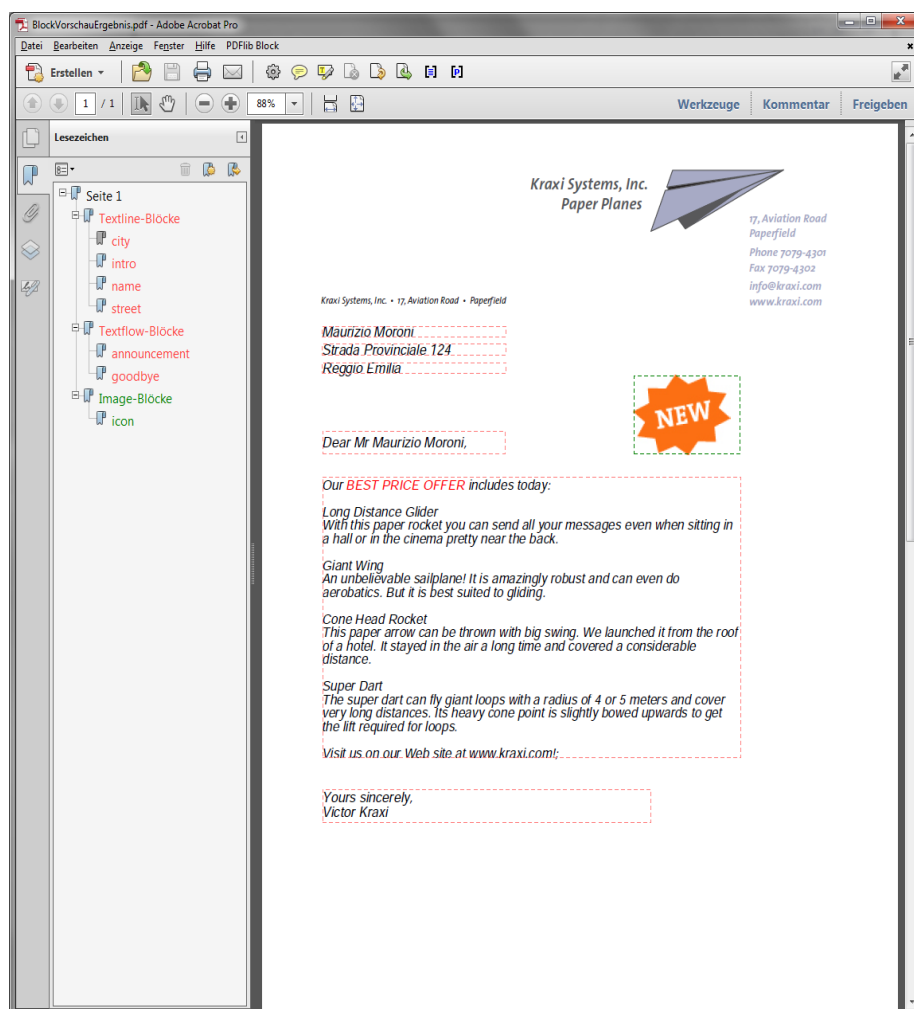 BlockVorschauErgebnis.pdf - Adobe Acrobat Pro
Datei Bearbeiten Anzeige Fenster Hilfe PDFlib Block
Erstellen
1 / 1 88% Werkzeuge Kommentar Freigeben
Lesezeichen
Seite 1
Textline-Blöcke
city
intro
name
street
Textflow-Blöcke
announcement
goodbye
Image-Blöcke
icon
Kraxi Systems, Inc.
Paper Planes
17, Aviation Road
Paperfield
Phone 7079-4301
Fax 7079-4302
info@kraxi.com
www.kraxi.com
Kraxi Systems, Inc. • 17, Aviation Road • Paperfield
Maurizio Moroni
Strada Provinciale 124
Reggio Emilia
NEW
Dear Mr Maurizio Moroni,
Our BEST PRICE OFFER includes today:
Long Distance Glider
With this paper rocket you can send all your messages even when sitting in
a hall or in the cinema pretty near the back.
Giant Wing
An unbelievable sailplane! It is amazingly robust and can even do
aerobatics. But it is best suited to gliding.
Cone Head Rocket
This paper arrow can be thrown with big swing. We launched it from the roof
of a hotel. It stayed in the air a long time and covered a considerable
distance.
Super Dart
The super dart can fly giant loops with a radius of 4 or 5 meters and cover
very long distances. Its heavy cone point is slightly bowed upwards to get
the lift required for loops.
Visit us on our Web site at www.kraxi.com!;
Yours sincerely,
Victor Kraxi